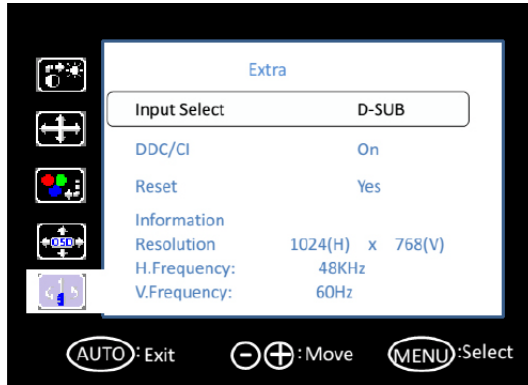 Extra
Input Select D-SUB
DDC/CI On
Reset Yes
Information
Resolution 1024(H) x 768(V)
H.Frequency: 48KHz
V.Frequency: 60Hz
OSD
AUTO: Exit - + : Move MENU :Select